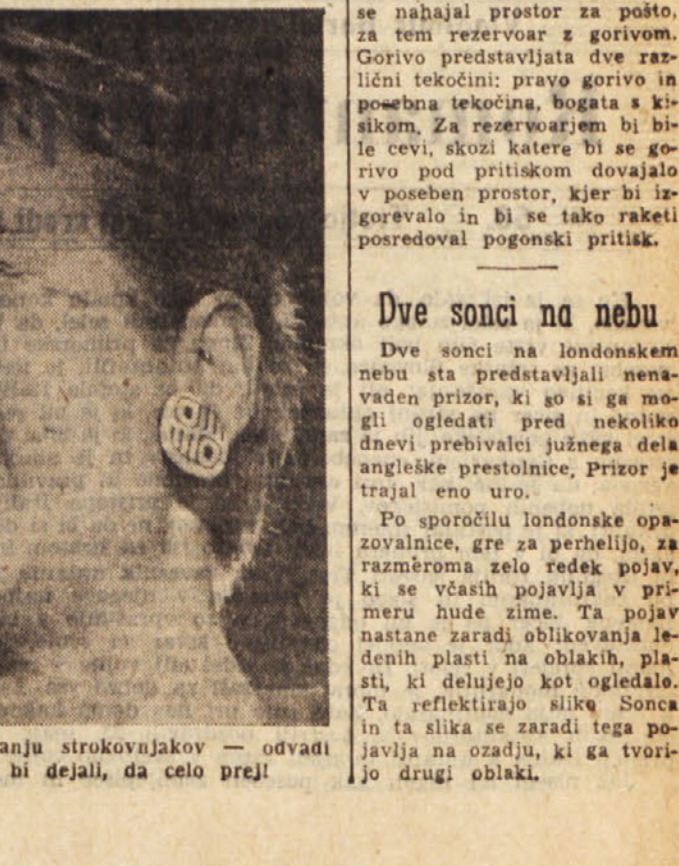 se nahajal prostor za pošto,
za tem rezervoar z gorivom.
Gorivo predstavljata dve raz-
lični tekočini: pravo gorivo in
posebna tekočina, bogata s ki-
sikom. Za rezervoarjem bi bi-
le cevi, skozi katere bi se go-
rivo pod pritiskom dovajalo
v poseben prostor, kjer bi iz-
gorevalo in bi se tako raketi
posredoval pogonski pritisk.
Dve sonci na nebu
Dve sonci na londonskem
nebu sta predstavljali nena-
vaden prizor, ki so si ga mo-
gli ogledati pred nekoliko
dnevi prebivalci južnega dela
angleške prestolnice. Prizor je
trajal eno uro.
Po sporočilu londonske opa-
zovalnice, gre za perhelijo, za
razmeroma zelo redek pojav,
ki se včasih pojavlja v pri-
meru hude zime. Ta pojav
nastane zaradi oblikovanja le-
denih plasti na oblakih, pla-
sti, ki delujejo kot ogledalo.
Ta reflektirajo sliko Sonca
in ta slika se zaradi tega po-
javlja na ozadju, ki ga tvori-
jo drugi oblaki.
anju strokovnjakov — odvadi
bi dejali, da celo prej!